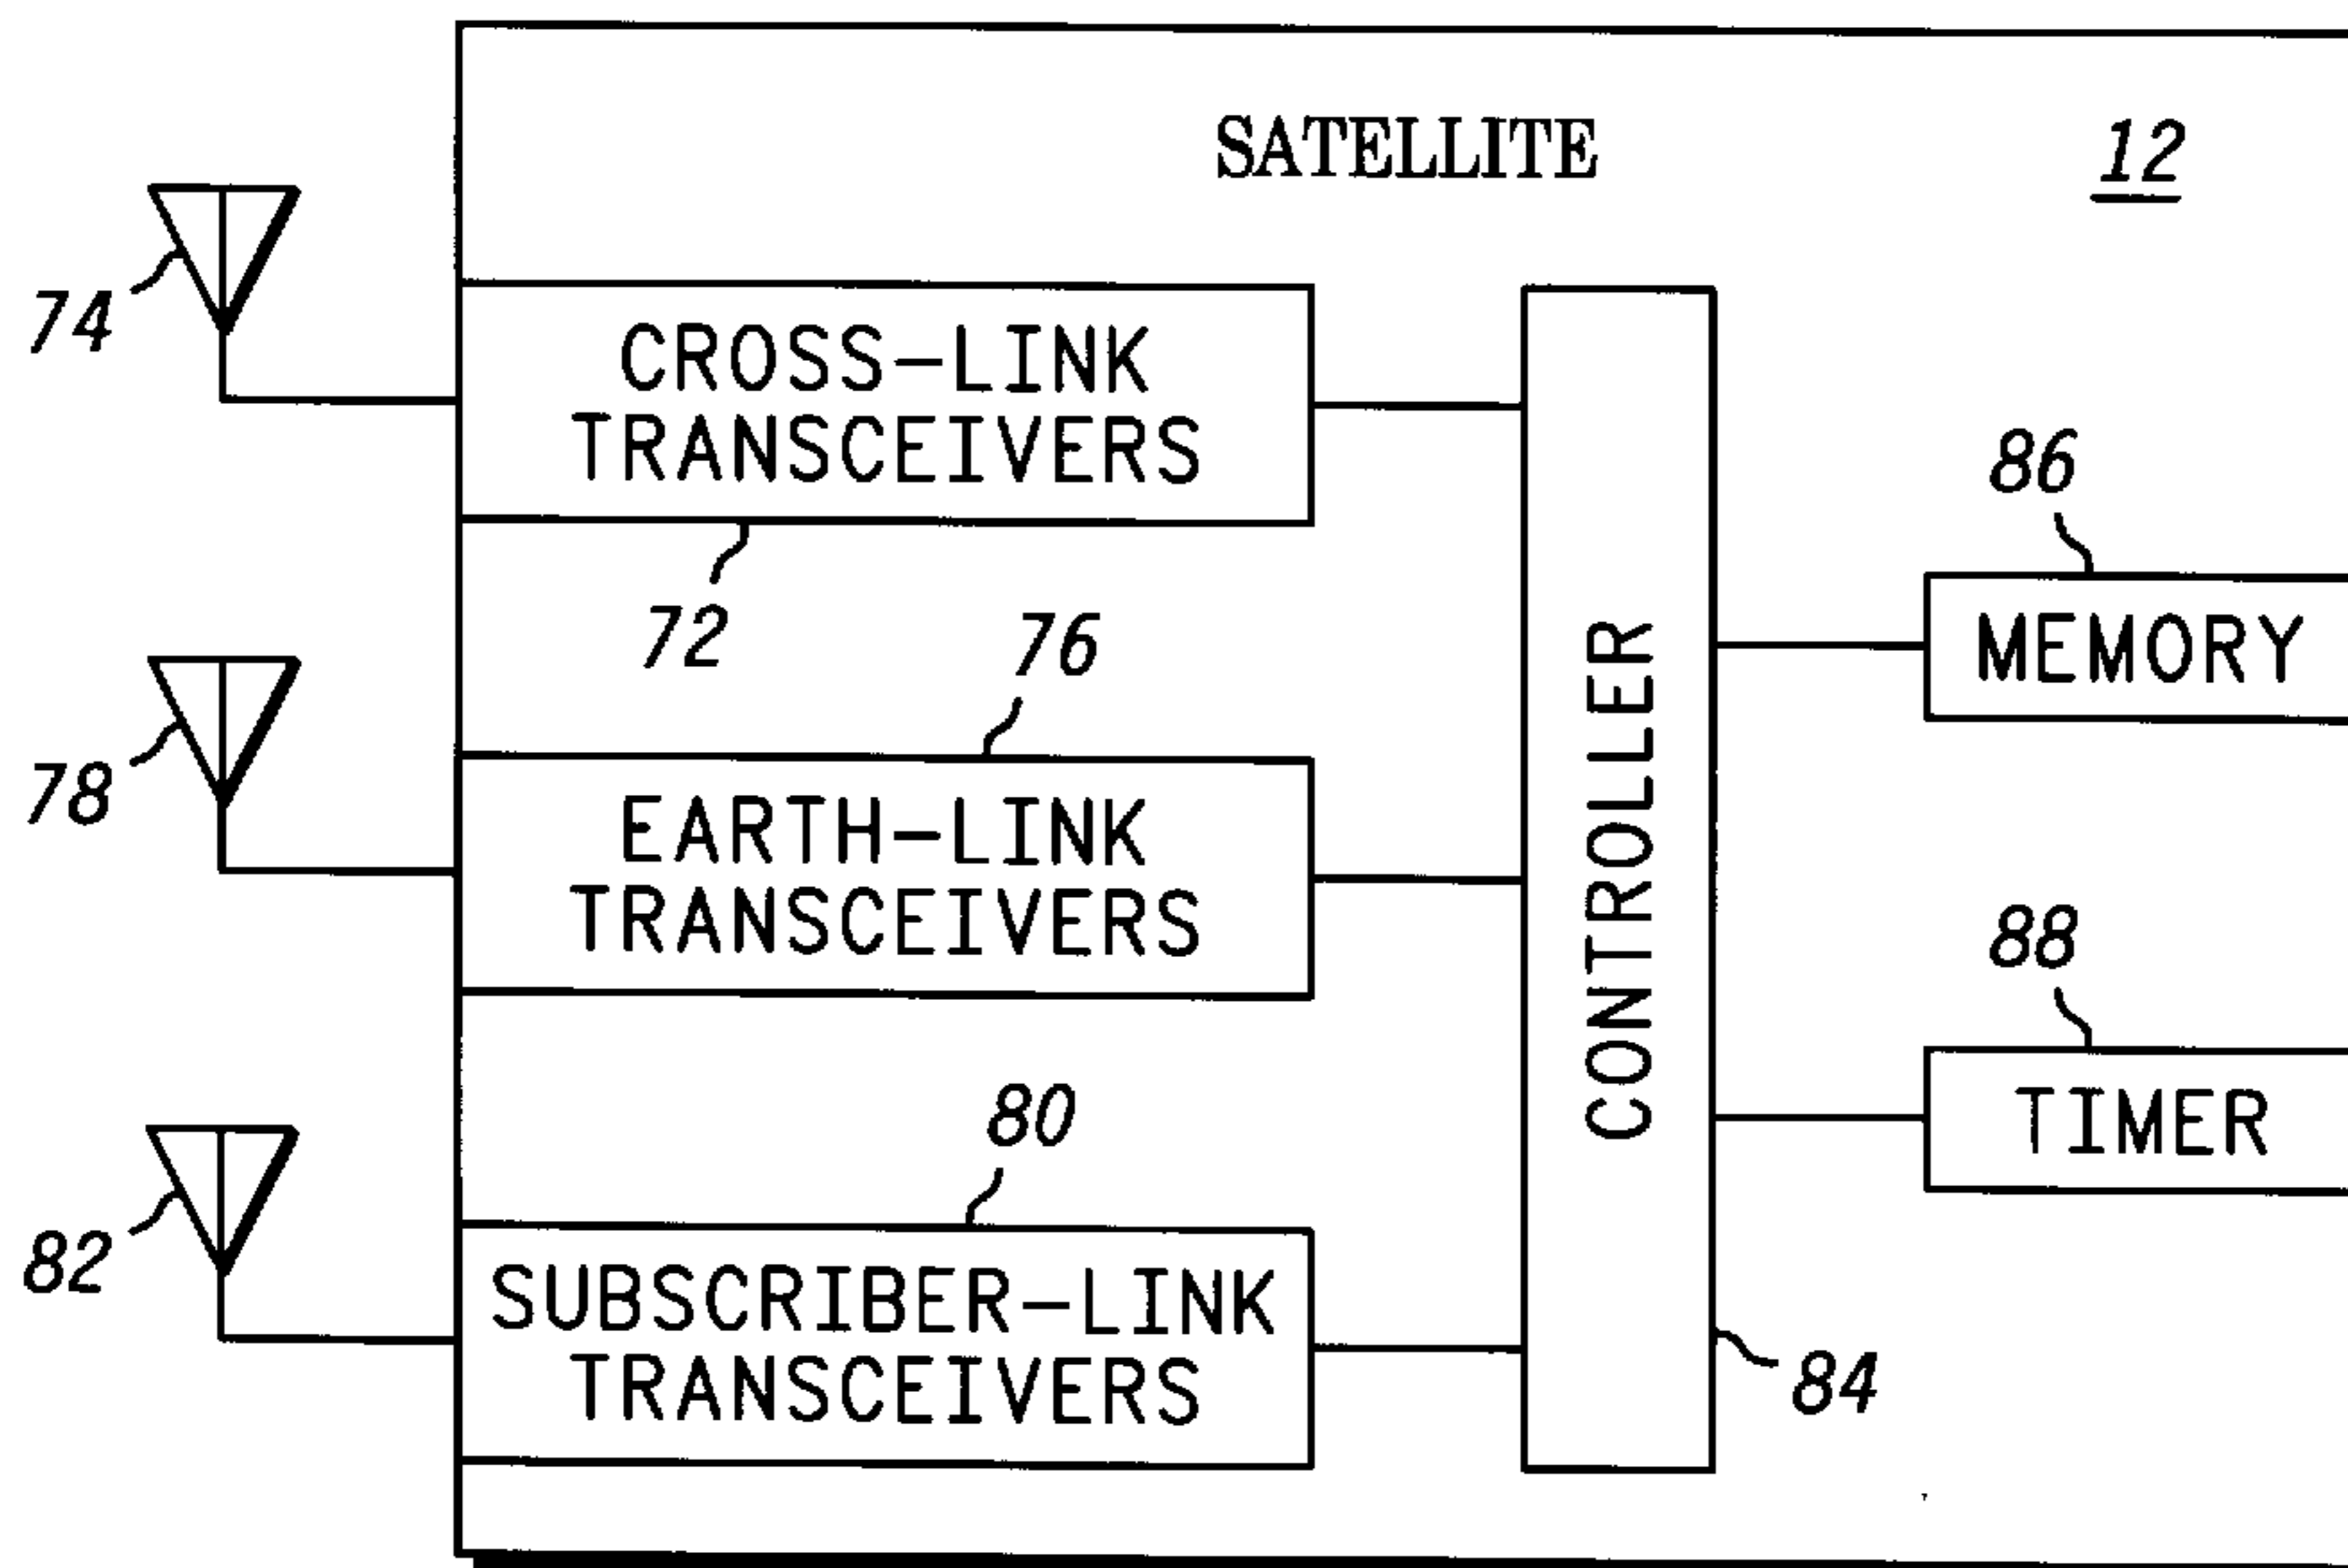 SATELLITE
12
74
CROSS-LINK
TRANSCEIVERS
72
86
MEMORY
76
78
EARTH-LINK
TRANSCEIVERS
CONTROLLER
88
TIMER
80
82
SUBSCRIBER-LINK
TRANSCEIVERS
84